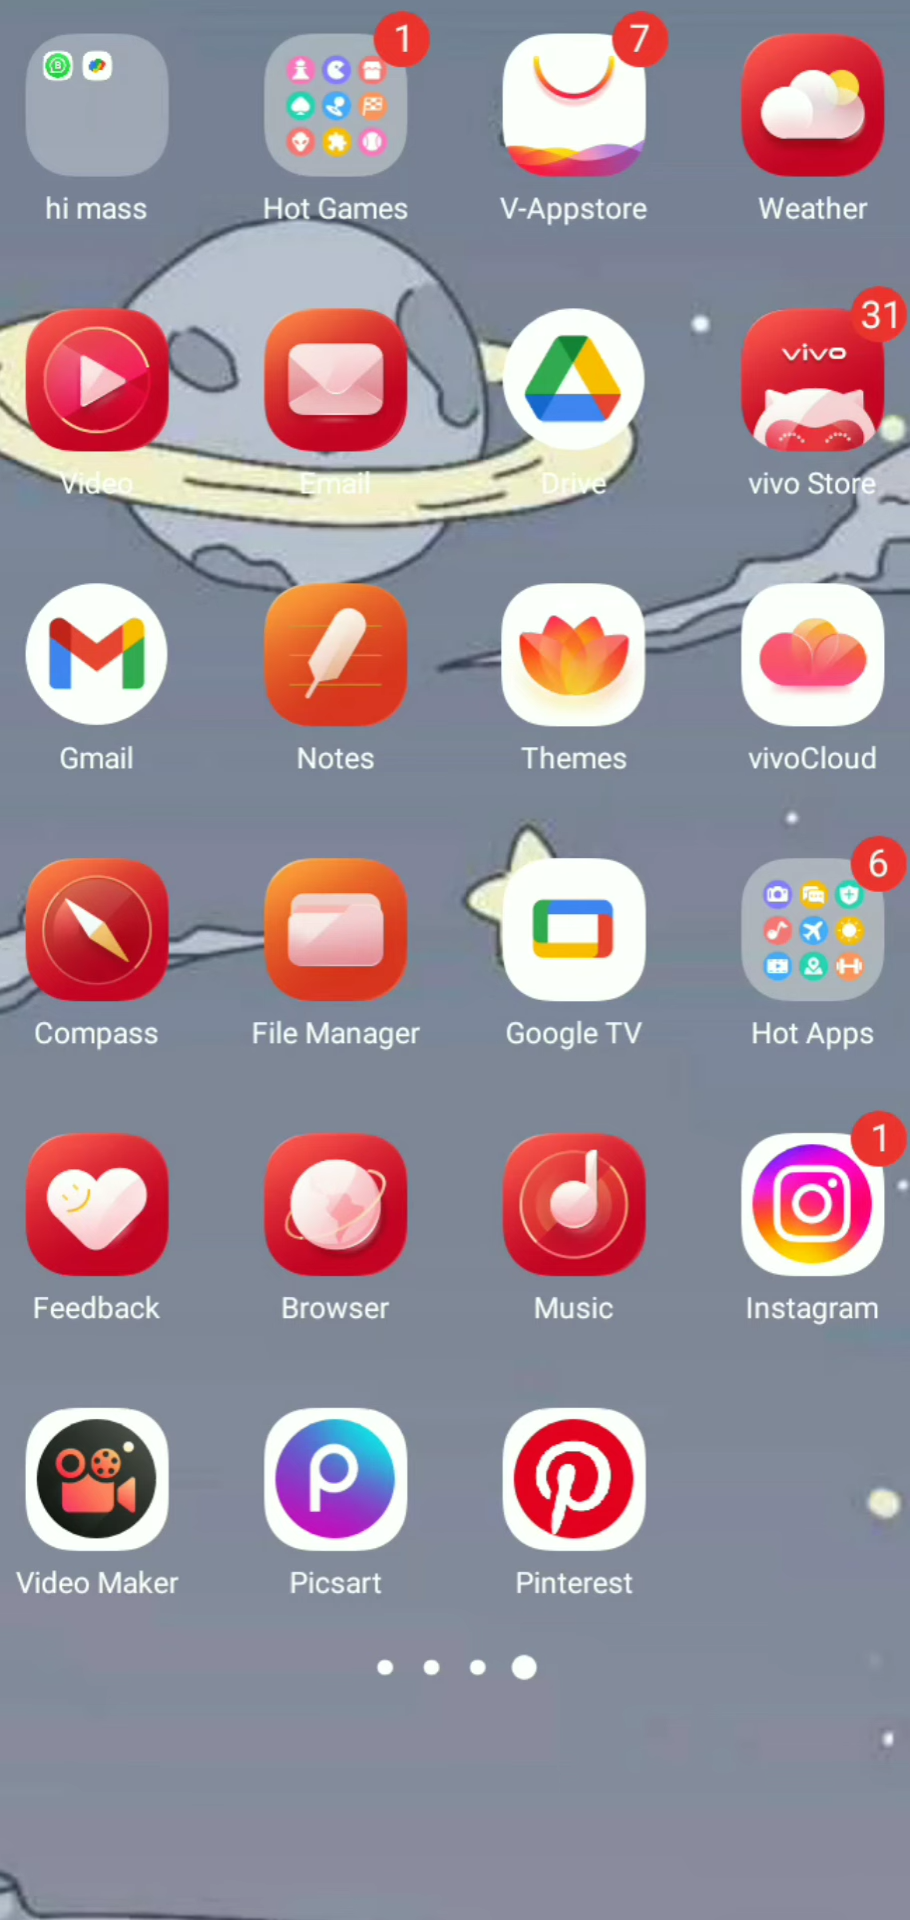 1
7
hi mass
Hot Games
V-Appstore
Weather
31
vivo
Video
Email
Drive
vivo Store
Gmail
Notes
Themes
vivoCloud
6
Compass
File Manager
Google TV
Hot Apps
1
Feedback
Browser
Music
Instagram
Video Maker
Picsart
Pinterest